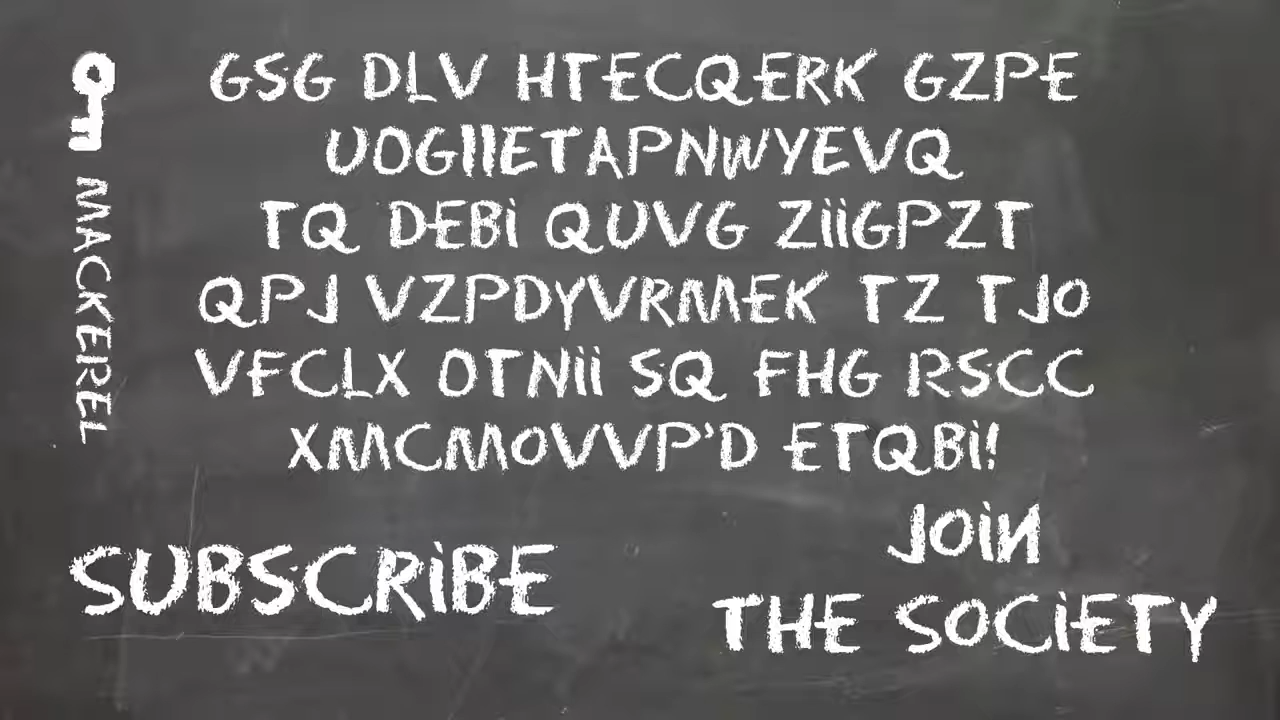 MACKEREL
GSG DLV HTECQERK GZPE
UOGIIETAPNWYEVQ
TQ DEBI QUVG ZIIGPZT
QPJ VZPDYVRMEK TZ TJO
VFCLX OTNII SQ FHG RSCC
XMCMOVVP'D ETQBI!
SUBSCRIBE
JOIN
THE SOCIETY